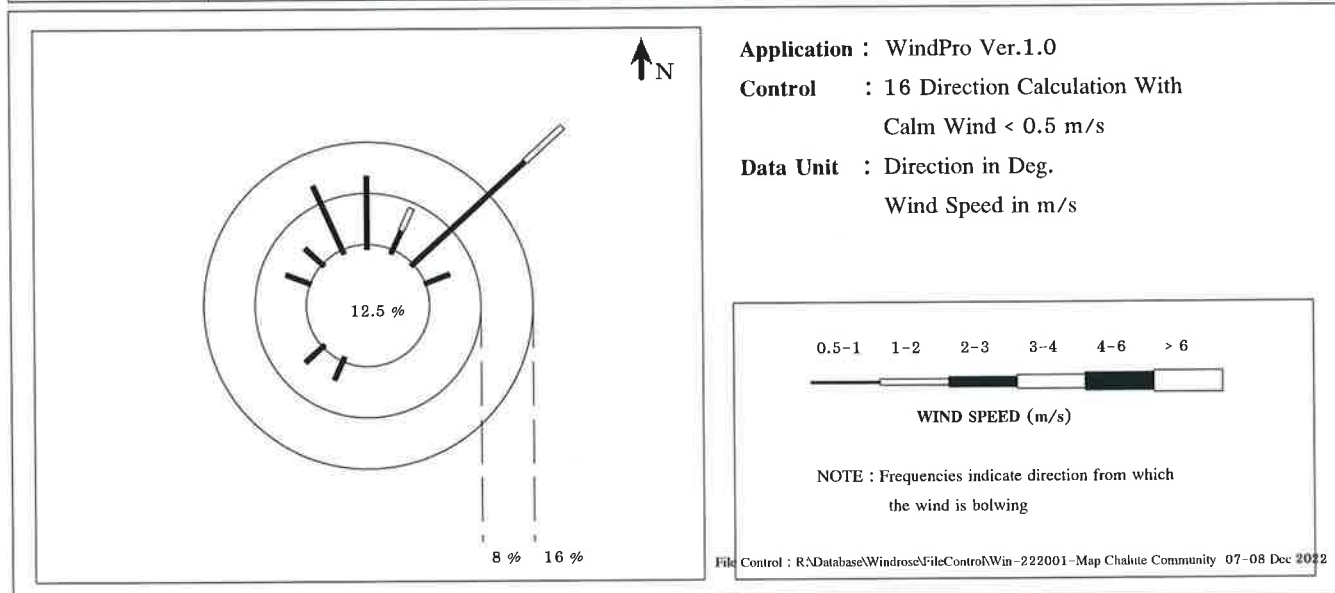 N
12.5 %
8 % 16 %
Application : WindPro Ver.1.0
Control : 16 Direction Calculation With
Calm Wind < 0.5 m/s
Data Unit : Direction in Deg.
Wind Speed in m/s
0.5-1 1-2 2-3 3-4 4-6 > 6
WIND SPEED (m/s)
NOTE : Frequencies indicate direction from which
the wind is bolwing
File Control : R:\Database\Windrose\FileControl\Win-222001-Map Chalute Community 07-08 Dec 2022